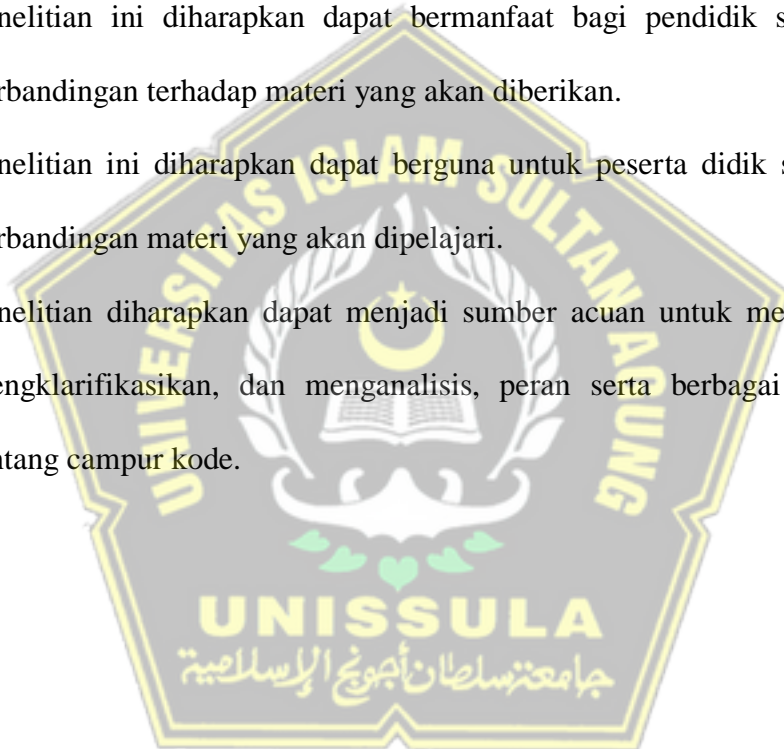 nelitian ini diharapkan dapat bermanfaat bagi pendidik s
rbandingan terhadap materi yang akan diberikan.
nelitian ini diharapkan dapat berguna untuk peserta didik s
rbandingan materi yang akan dipelajari.
nelitian diharapkan dapat menjadi sumber acuan untuk me
engklarifikasikan, dan menganalisis, peran serta berbagai
ntang campur kode.
UNIVERSITAS ISLAM SULTAN AGUNG
UNISSULA
جامعة سلطان أجونج الإسلامية